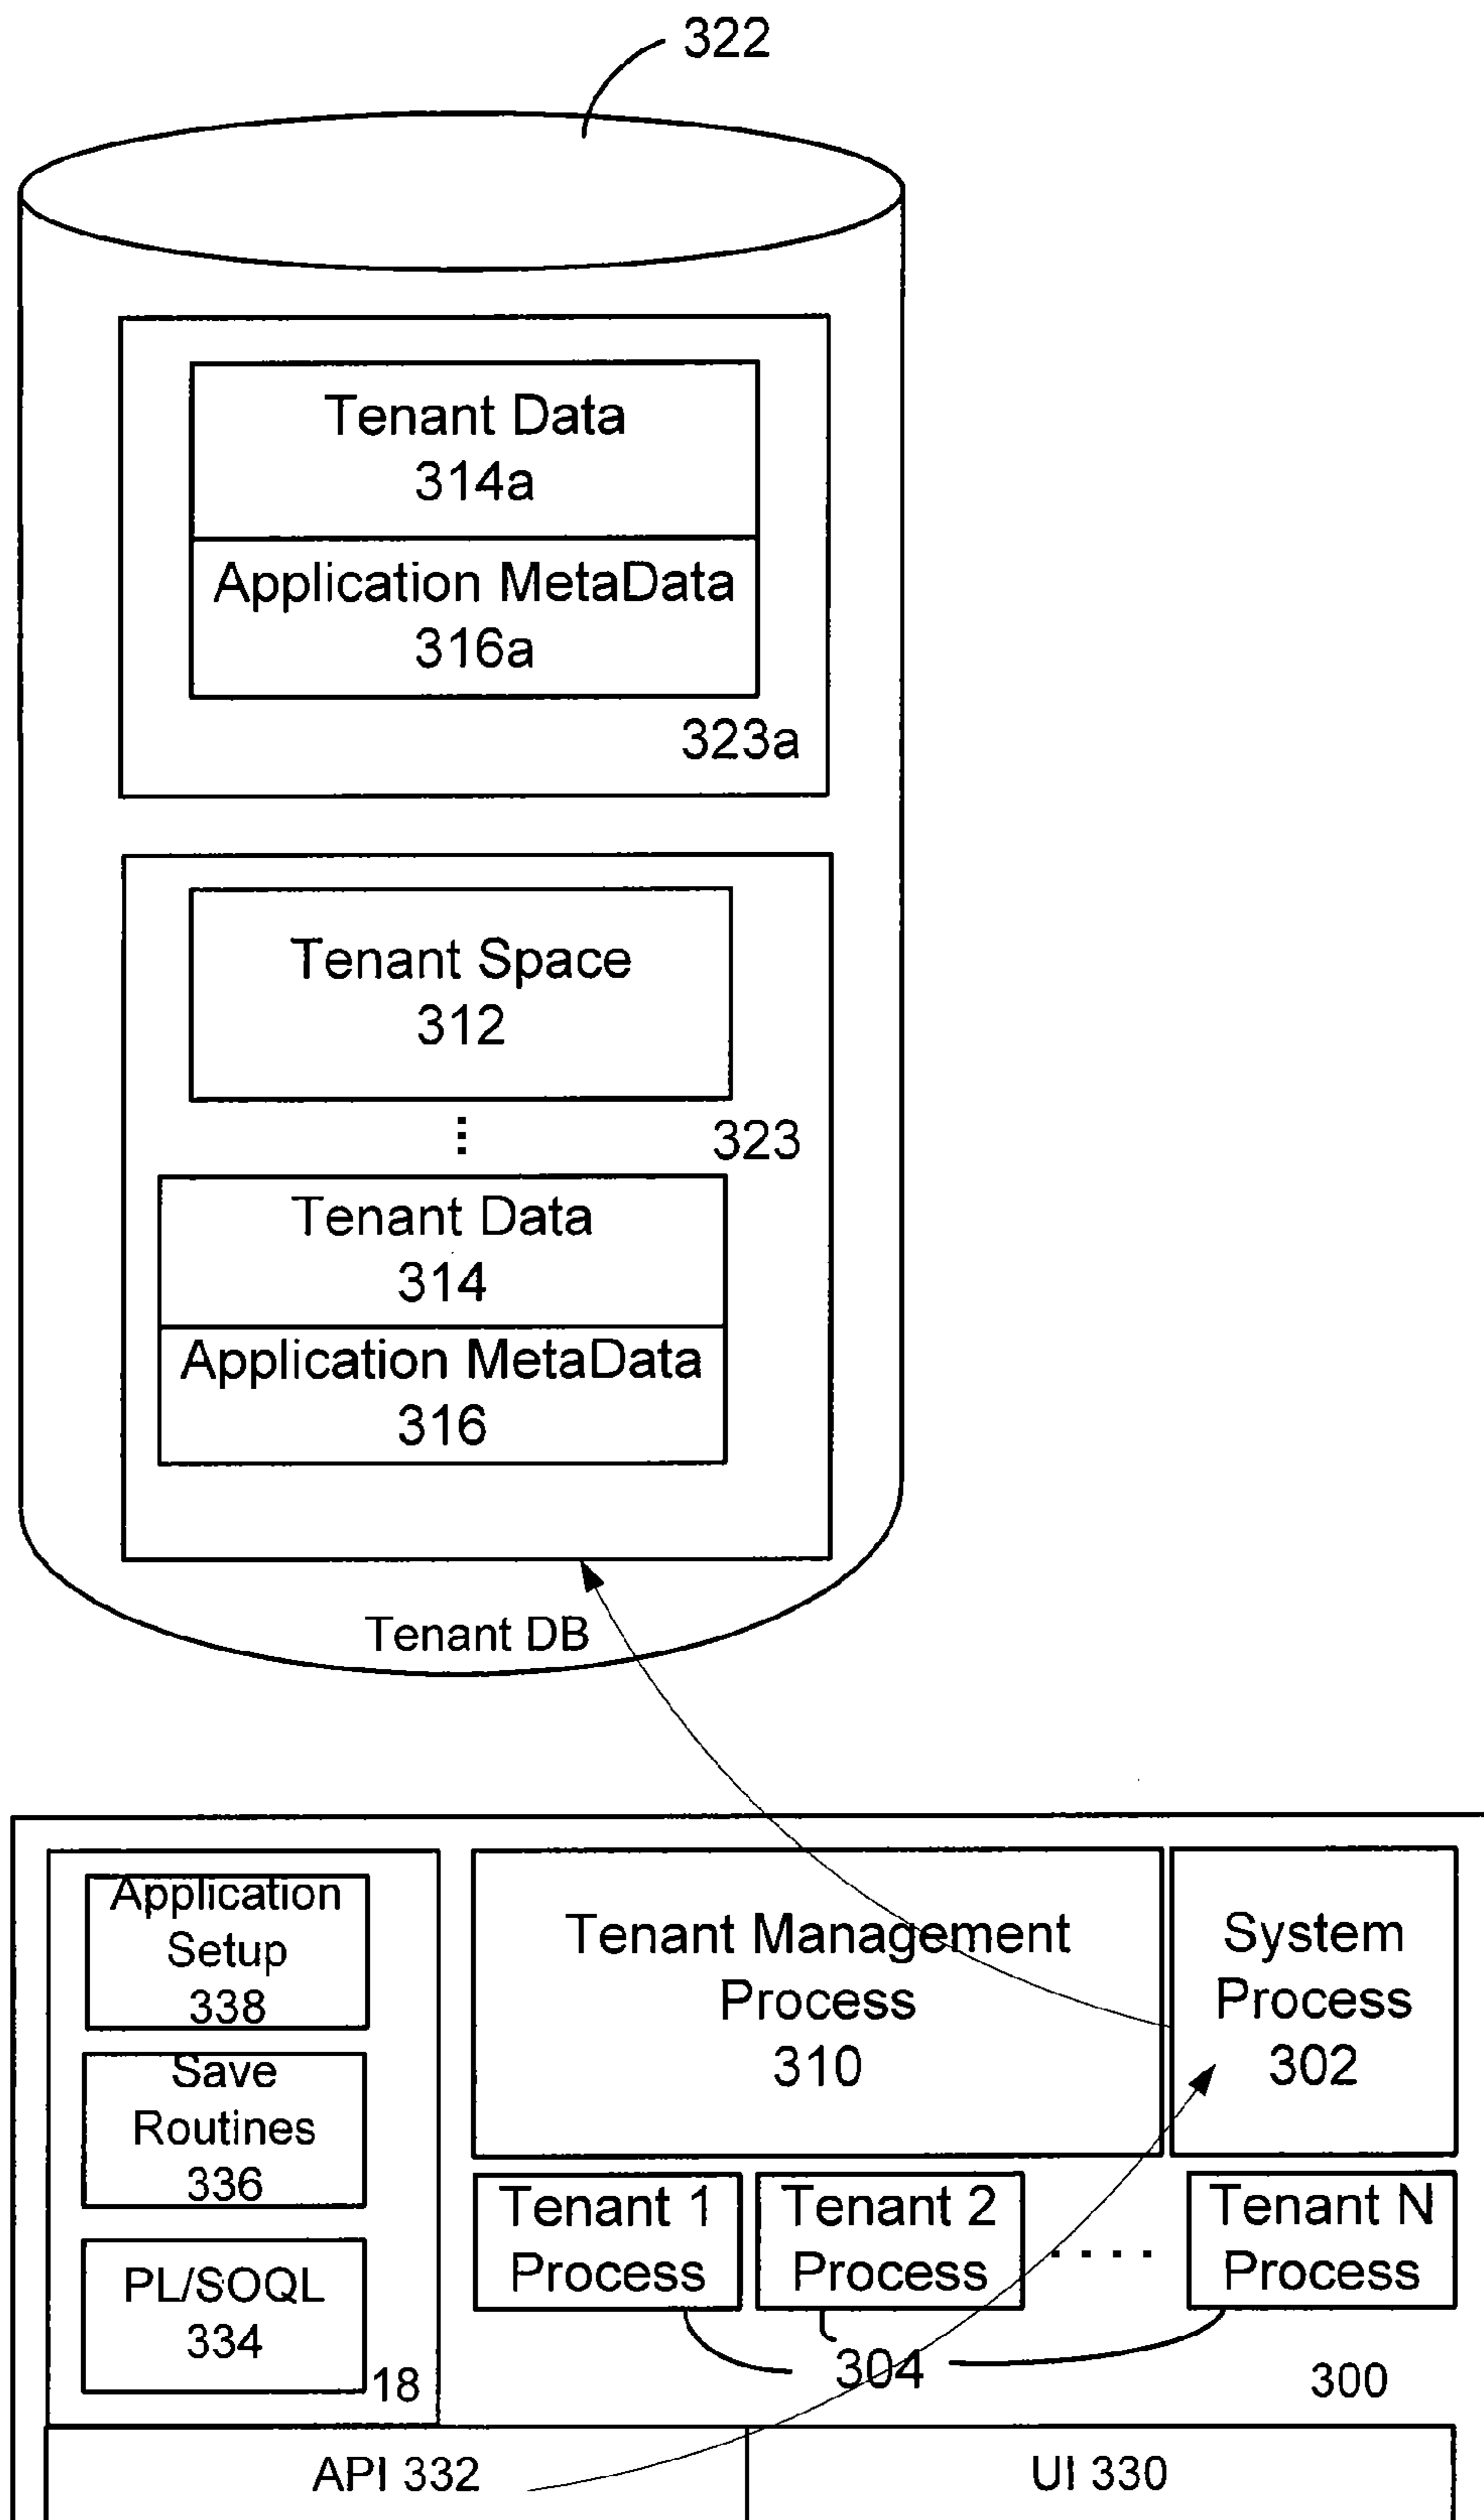 322
Tenant Data
314a
Application MetaData
316a
323a
Tenant Space
312
⋮
323
Tenant Data
314
Application MetaData
316
Tenant DB
Application
Setup
338
Save
Routines
336
PL/SOQL
334
18
Tenant Management
Process
310
System
Process
302
Tenant 1
Process
Tenant 2
Process
....
Tenant N
Process
304
300
API 332
UI 330